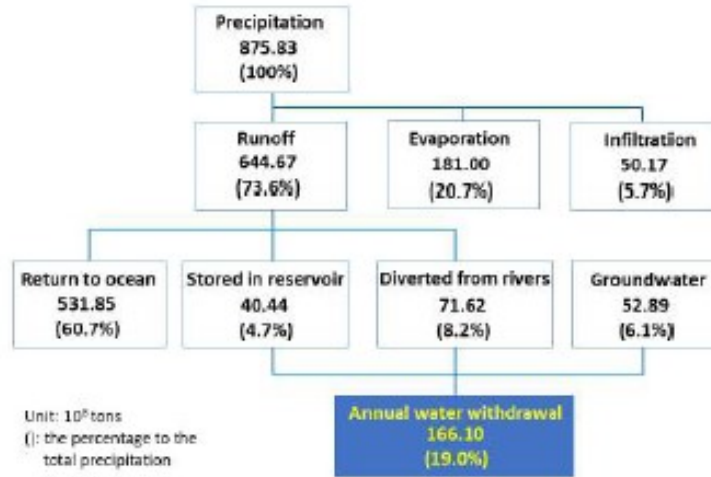 Precipitation
875.83
(100%)
Runoff
644.67
(73.6%)
Evaporation
181.00
(20.7%)
Infiltration
50.17
(5.7%)
Return to ocean
531.85
(60.7%)
Stored in reservoir
40.44
(4.7%)
Diverted from rivers
71.62
(8.2%)
Groundwater
52.89
(6.1%)
Annual water withdrawal
166.10
(19.0%)
Unit: 10⁸ tons
(): the percentage to the
total precipitation